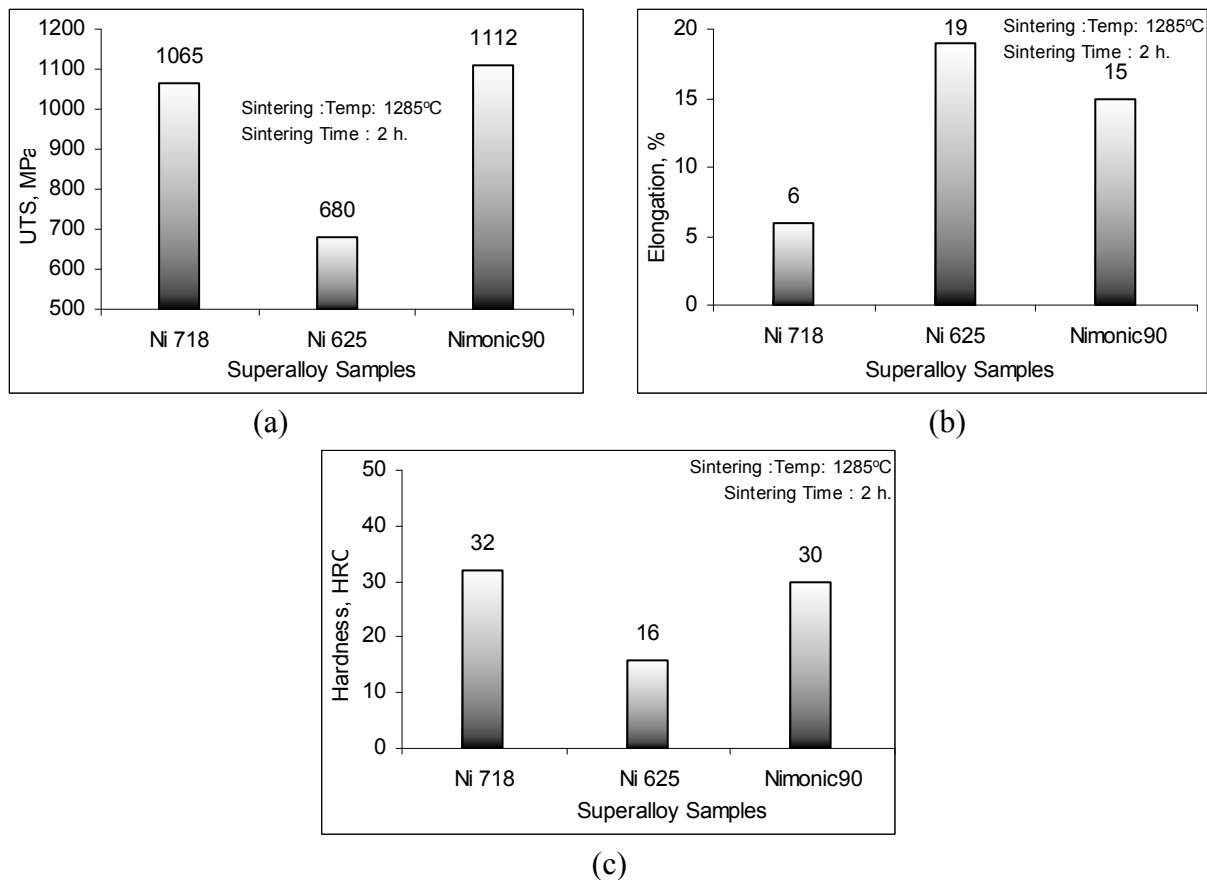 1200
1100
1000
900
800
700
600
500
UTS, MPa
1065
680
1112
Sintering :Temp: 1285ºC
Sintering Time : 2 h.
Ni 718
Ni 625
Nimonic90
Superalloy Samples
(a)
20
15
10
5
0
Elongation, %
6
19
15
Sintering :Temp: 1285ºC
Sintering Time : 2 h.
Ni 718
Ni 625
Nimonic90
Superalloy Samples
(b)
50
40
30
20
10
0
Hardness, HRC
32
16
30
Sintering :Temp: 1285ºC
Sintering Time : 2 h.
Ni 718
Ni 625
Nimonic90
Superalloy Samples
(c)